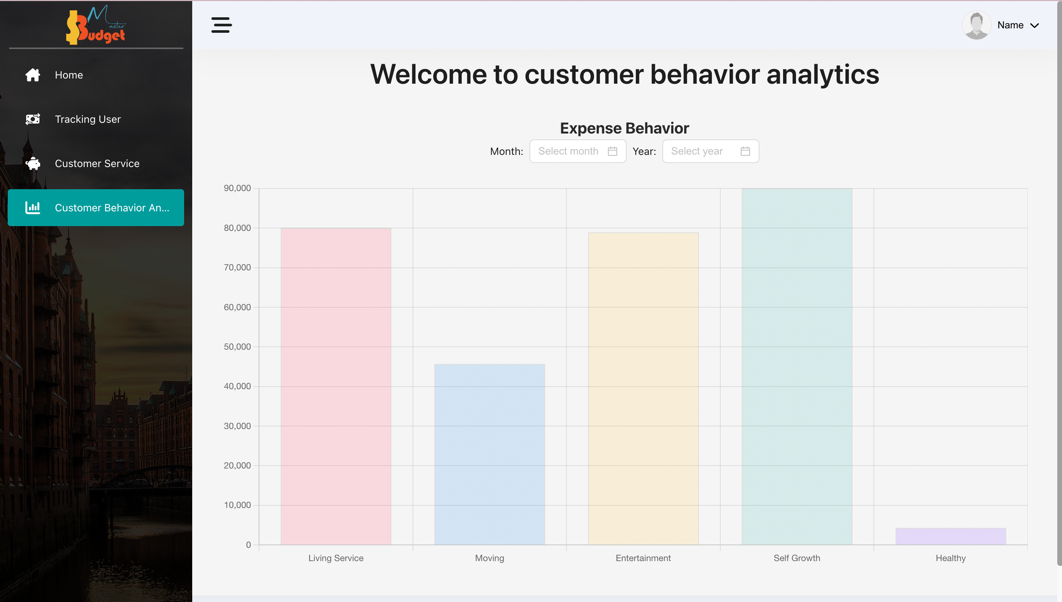 Meter
Budget
Name
Home
Tracking User
Customer Service
Customer Behavior An...
Welcome to customer behavior analytics
Expense Behavior
Month: Select month Year: Select year
90,000
80,000
70,000
60,000
50,000
40,000
30,000
20,000
10,000
0
Living Service Moving Entertainment Self Growth Healthy